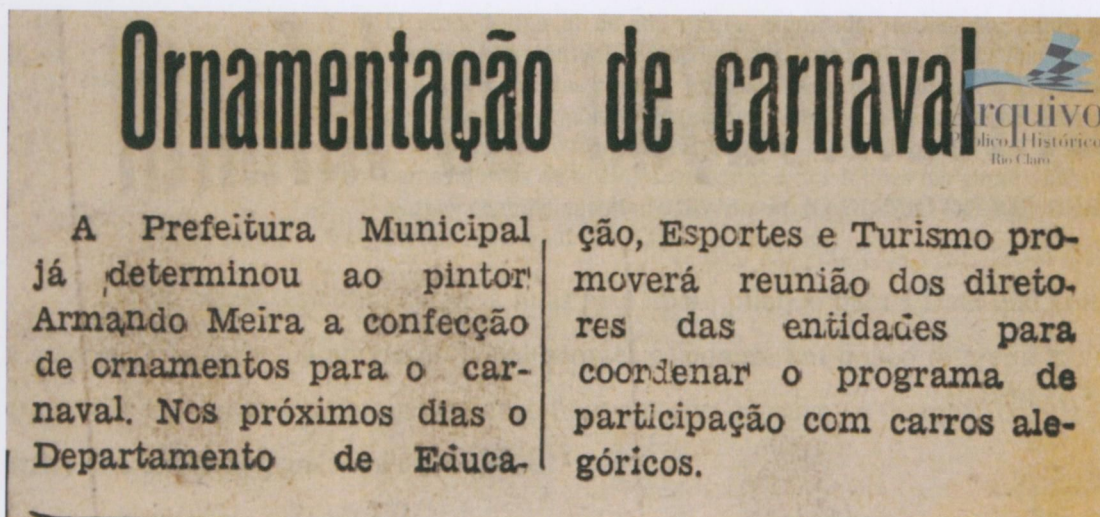 Ornamentação de carnaval
Arquivo
Público Histórico
Rio Claro
A Prefeitura Municipal
já determinou ao pintor
Armando Meira a confecção
de ornamentos para o car-
naval. Nos próximos dias o
Departamento de Educa-
ção, Esportes e Turismo pro-
moverá reunião dos direto-
res das entidades para
coordenar o programa de
participação com carros ale-
góricos.